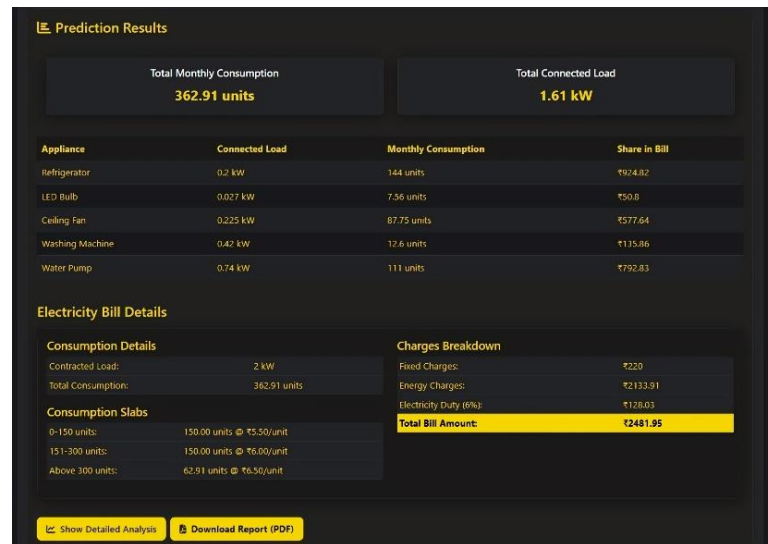 Prediction Results
Total Monthly Consumption
362.91 units
Total Connected Load
1.61 kW
Appliance Connected Load Monthly Consumption Share in Bill
Refrigerator 0.2 kW 144 units ₹924.82
LED Bulb 0.027 kW 7.56 units ₹50.8
Ceiling Fan 0.225 kW 87.75 units ₹577.64
Washing Machine 0.42 kW 12.6 units ₹135.86
Water Pump 0.74 kW 111 units ₹792.83
Electricity Bill Details
Consumption Details
Contracted Load: 2 kW
Total Consumption: 362.91 units
Consumption Slabs
0-150 units: 150.00 units @ ₹5.50/unit
151-300 units: 150.00 units @ ₹6.00/unit
Above 300 units: 62.91 units @ ₹6.50/unit
Charges Breakdown
Fixed Charges: ₹220
Energy Charges: ₹2133.91
Electricity Duty (6%): ₹128.03
Total Bill Amount: ₹2481.95
Show Detailed Analysis
Download Report (PDF)